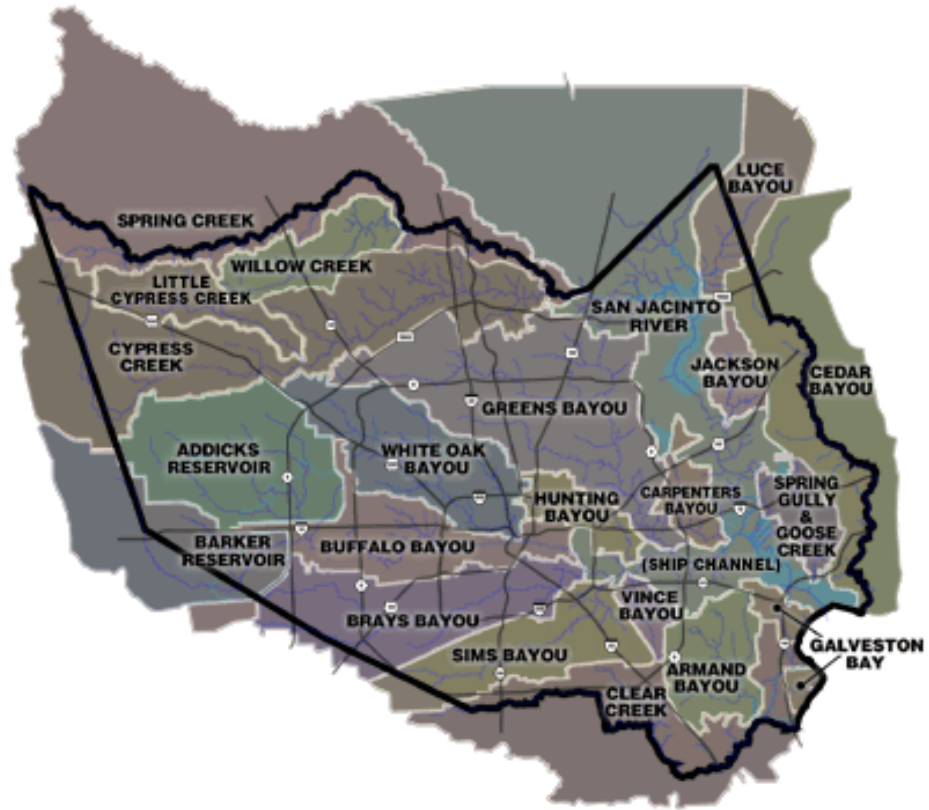 LUCE
BAYOU
SPRING CREEK
WILLOW CREEK
LITTLE
CYPRESS CREEK
SAN JACINTO
RIVER
CYPRESS
CREEK
JACKSON
BAYOU
CEDAR
BAYOU
GREENS BAYOU
ADDICKS
RESERVOIR
WHITE OAK
BAYOU
HUNTING
BAYOU
CARPENTERS
BAYOU
SPRING
GULLY
&
GOOSE
CREEK
BARKER
RESERVOIR
BUFFALO BAYOU
(SHIP CHANNEL)
VINCE
BAYOU
BRAYS BAYOU
SIMS BAYOU
ARMAND
BAYOU
GALVESTON
BAY
CLEAR
CREEK